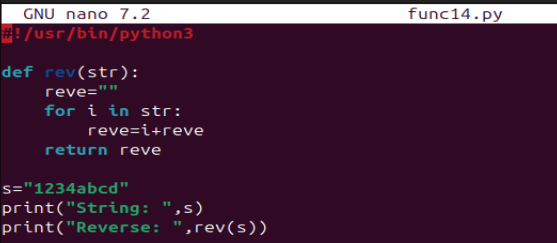 GNU nano 7.2 func14.py
#!/usr/bin/python3

def rev(str):
    reve=""
    for i in str:
        reve=i+reve
    return reve

s="1234abcd"
print("String: ",s)
print("Reverse: ",rev(s))